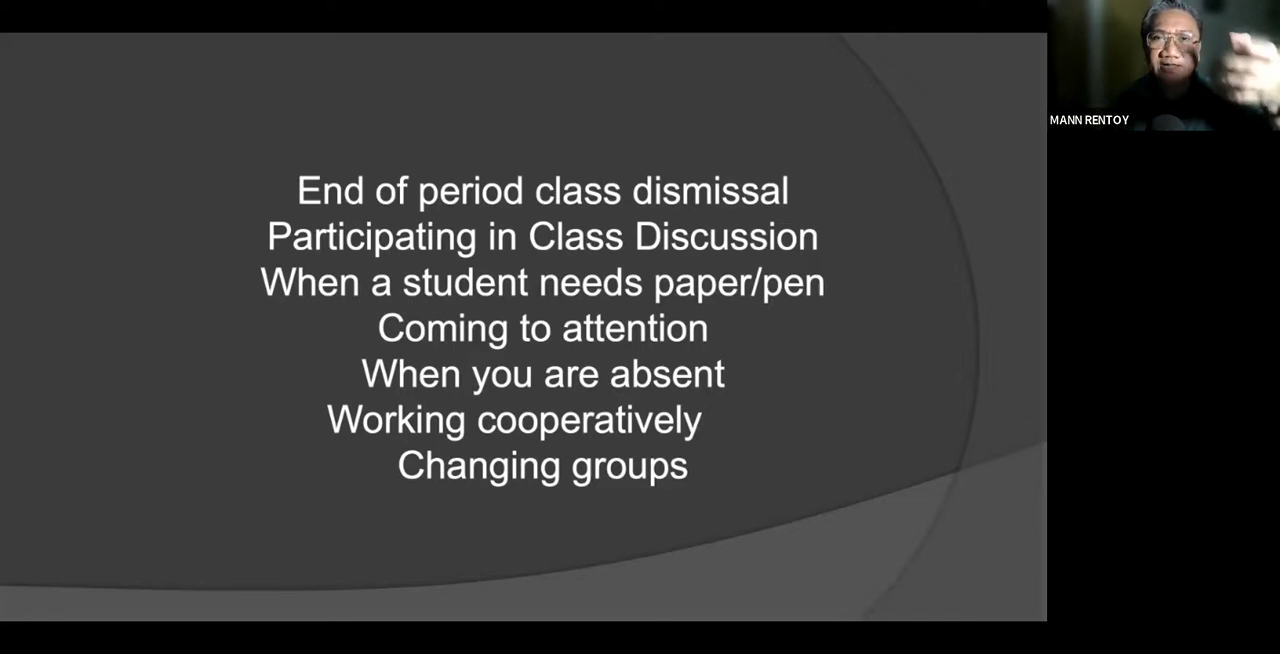 End of period class dismissal
Participating in Class Discussion
When a student needs paper/pen
Coming to attention
When you are absent
Working cooperatively
Changing groups
MANN RENTOY